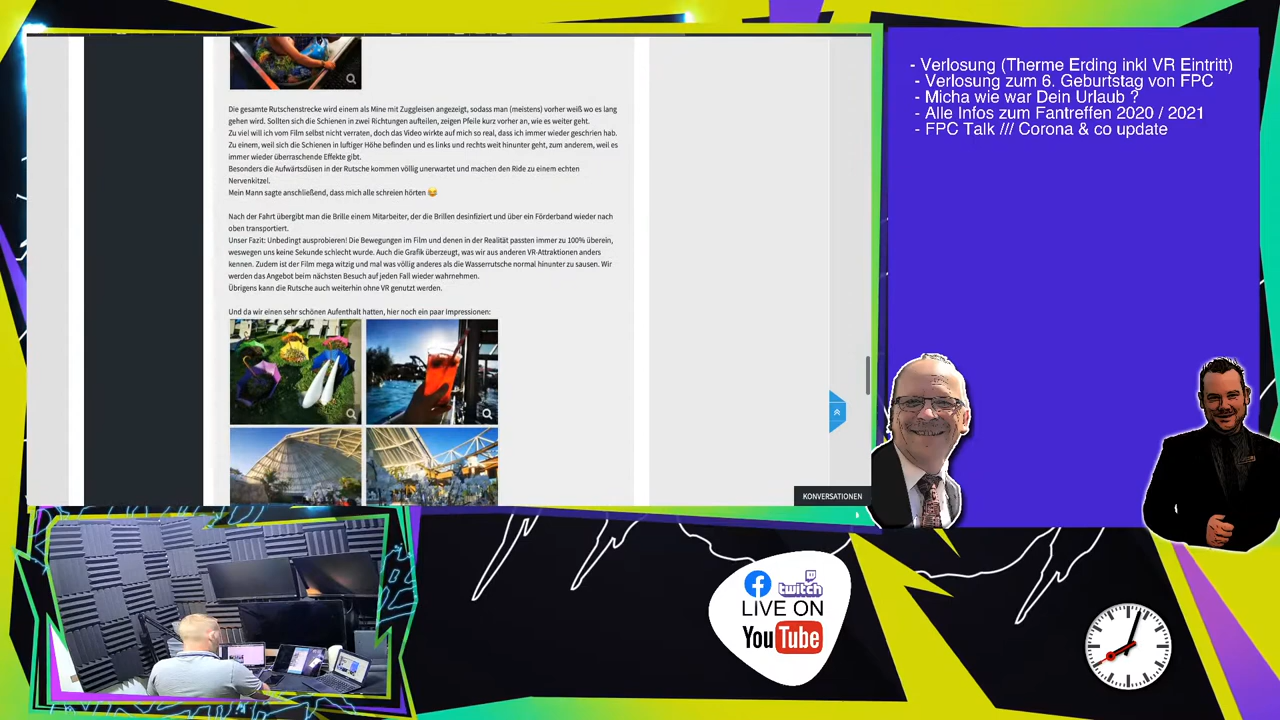 Die gesamte Rutschenstrecke wird einem als Mine mit Zuggleisen angezeigt, sodass man (meistens) vorher weiß wo es lang
gehen wird. Sollten sich die Schienen in zwei Richtungen aufteilen, zeigen Pfeile kurz vorher an, wie es weiter geht.
Zu viel will ich vom Film selbst nicht verraten, doch das Video wirkte auf mich so real, dass ich immer wieder geschrien hab.
Zu einem, weil sich die Schienen in luftiger Höhe befinden und es links und rechts weit hinunter geht, zum anderem, weil es
immer wieder überraschende Effekte gibt.
Besonders die Aufwärtsdüsen in der Rutsche kommen völlig unerwartet und machen den Ride zu einem echten
Nervenkitzel.
Mein Mann sagte anschließend, dass mich alle schreien hörten 😂
Nach der Fahrt übergibt man die Brille einem Mitarbeiter, der die Brillen desinfiziert und über ein Förderband wieder nach
oben transportiert.
Unser Fazit: Unbedingt ausprobieren! Die Bewegungen im Film und denen in der Realität passten immer zu 100% überein,
weswegen uns keine Sekunde schlecht wurde. Auch die Grafik überzeugt, was wir aus anderen VR-Attraktionen anders
kennen. Zudem ist der Film mega witzig und mal was völlig anderes als die Wasserrutsche normal hinunter zu sausen. Wir
werden das Angebot beim nächsten Besuch auf jeden Fall wieder wahrnehmen.
Übrigens kann die Rutsche auch weiterhin ohne VR genutzt werden.
Und da wir einen sehr schönen Aufenthalt hatten, hier noch ein paar Impressionen:
KONVERSATIONEN
- Verlosung (Therme Erding inkl VR Eintritt)
- Verlosung zum 6. Geburtstag von FPC
- Micha wie war Dein Urlaub ?
- Alle Infos zum Fantreffen 2020 / 2021
- FPC Talk /// Corona & co update
twitch
LIVE ON
YouTube